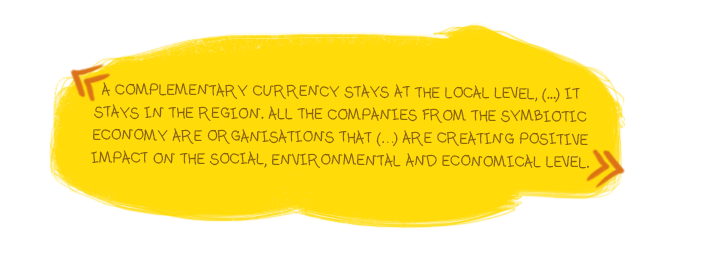 « A COMPLEMENTARY CURRENCY STAYS AT THE LOCAL LEVEL, (...) IT
STAYS IN THE REGION. ALL THE COMPANIES FROM THE SYMBIOTIC
ECONOMY ARE ORGANISATIONS THAT (...) ARE CREATING POSITIVE
IMPACT ON THE SOCIAL, ENVIRONMENTAL AND ECONOMICAL LEVEL. »